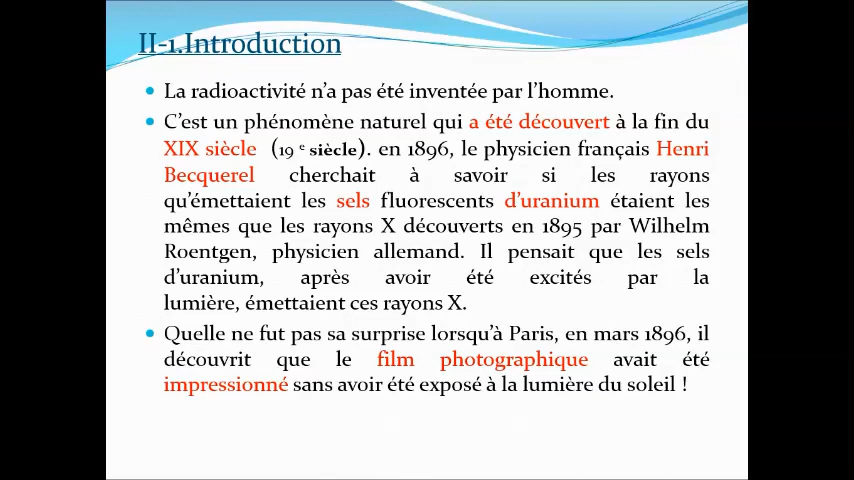 II-1.Introduction
• La radioactivité n’a pas été inventée par l’homme.
• C’est un phénomène naturel qui a été découvert à la fin du
XIX siècle (19 e siècle). en 1896, le physicien français Henri
Becquerel cherchait à savoir si les rayons
qu’émettaient les sels fluorescents d’uranium étaient les
mêmes que les rayons X découverts en 1895 par Wilhelm
Roentgen, physicien allemand. Il pensait que les sels
d’uranium, après avoir été excités par la
lumière, émettaient ces rayons X.
• Quelle ne fut pas sa surprise lorsqu’à Paris, en mars 1896, il
découvrit que le film photographique avait été
impressionné sans avoir été exposé à la lumière du soleil !